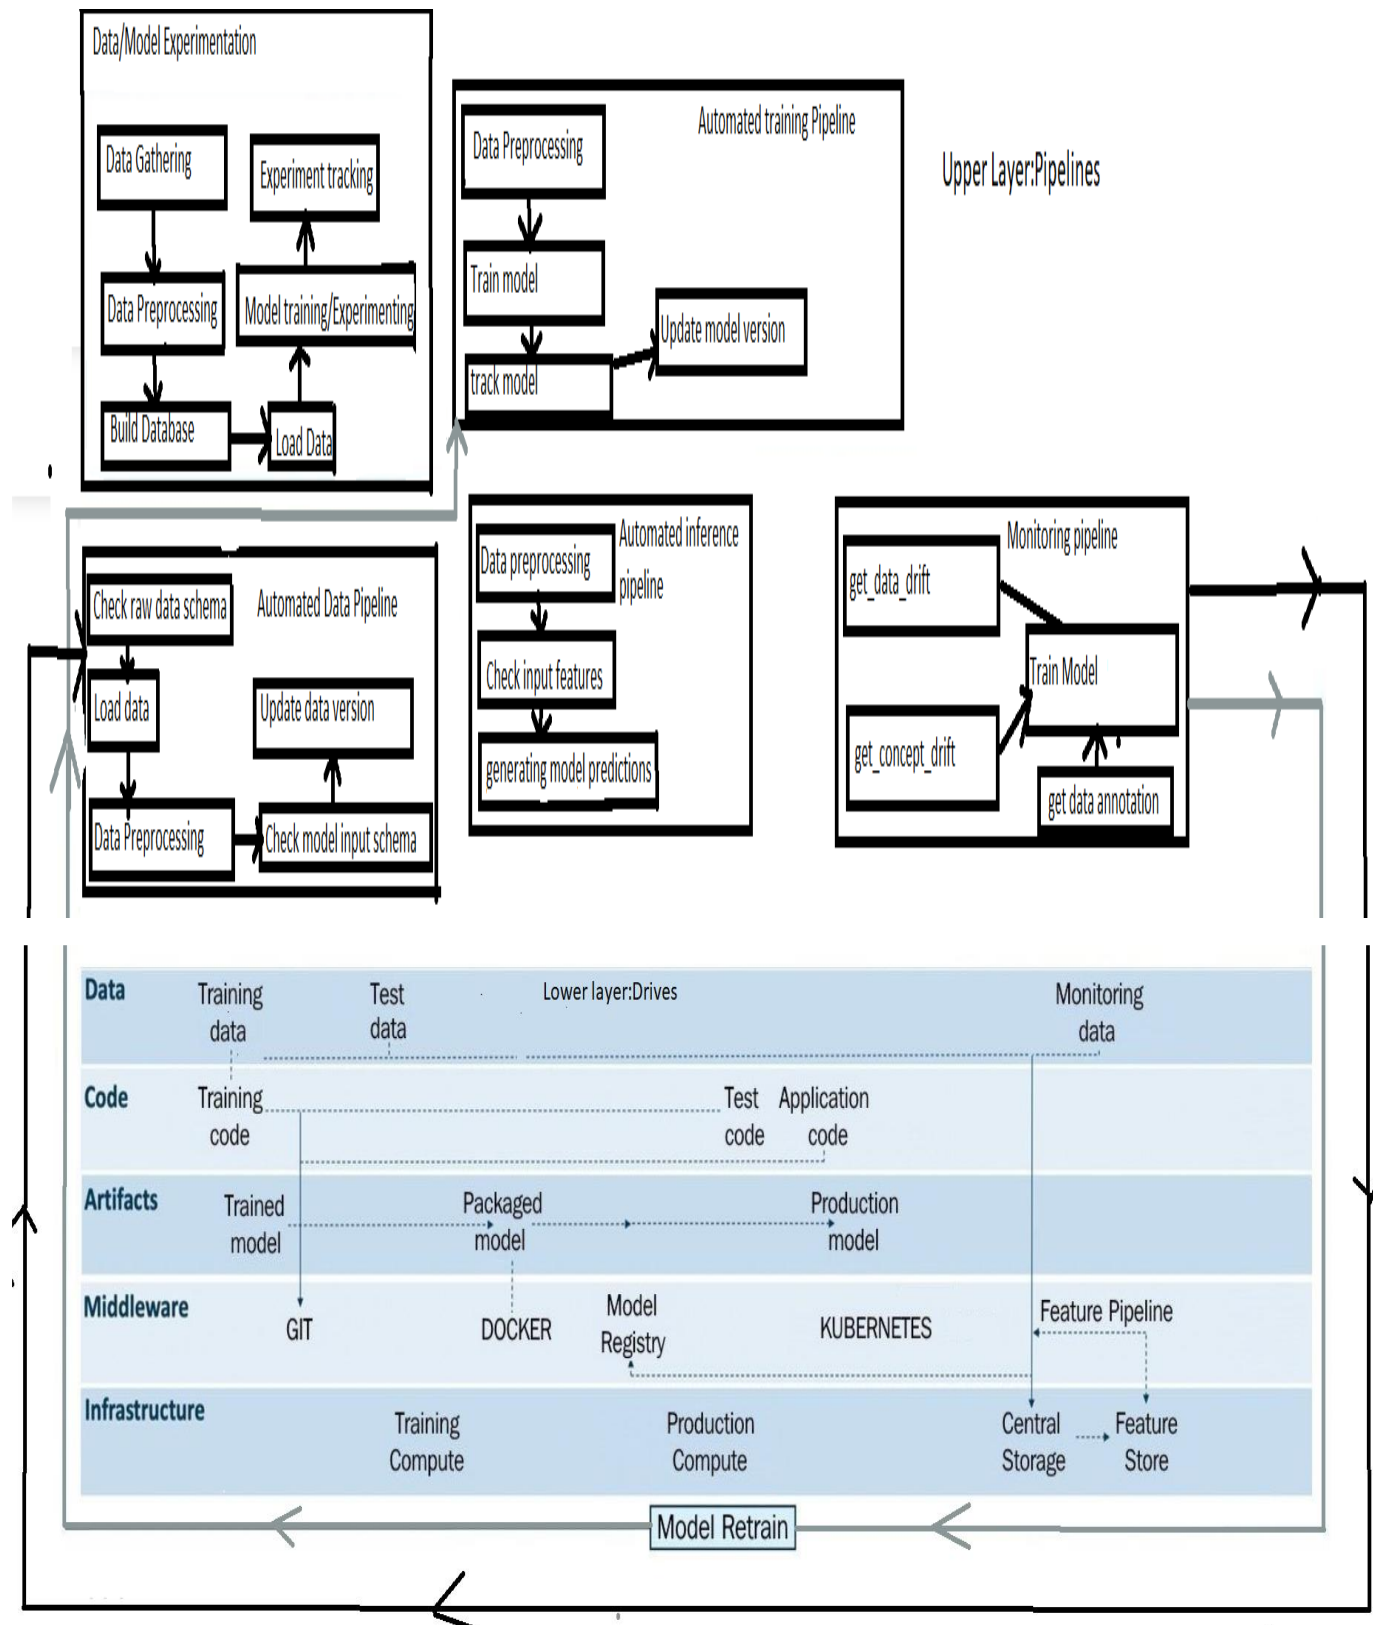 Data/Model Experimentation
Data Gathering
Experiment tracking
Data Preprocessing
Model training/Experimenting
Build Database
Load Data
Data Preprocessing
Automated training Pipeline
Train model
Update model version
track model
Upper Layer:Pipelines
Check raw data schema
Automated Data Pipeline
Load data
Update data version
Data Preprocessing
Check model input schema
Data preprocessing
Automated inference
pipeline
Check input features
generating model predictions
Monitoring pipeline
get_data_drift
Train Model
get_concept_drift
get data annotation
Data
Training
data
Test
data
Lower layer:Drives
Monitoring
data
Code
Training
code
Test
code
Application
code
Artifacts
Trained
model
Packaged
model
Production
model
Middleware
GIT
DOCKER
Model
Registry
KUBERNETES
Feature Pipeline
Infrastructure
Training
Compute
Production
Compute
Central
Storage
Feature
Store
Model Retrain